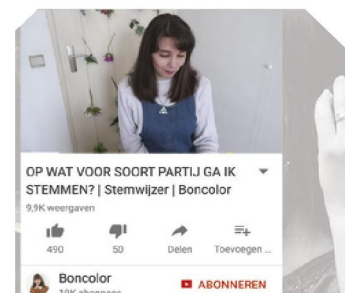 OP WAT VOOR SOORT PARTIJ GA IK
STEMMEN? | Stemwijzer | Boncolor
9,9K weergaven
490
50
Delen
Toevoegen ...
Boncolor
ABONNEREN